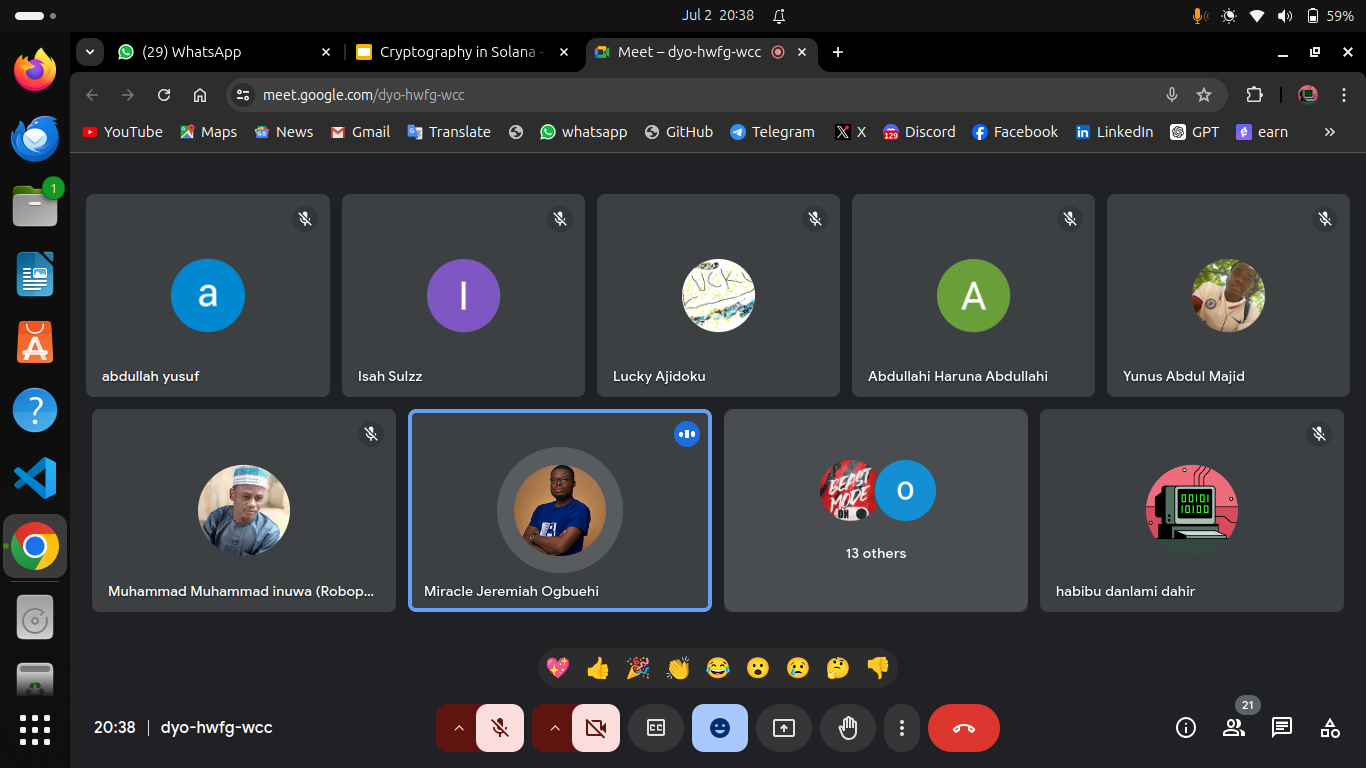 Jul 2 20:38
59%
(29) WhatsApp
Cryptography in Solana -
Meet – dyo-hwfg-wcc
meet.google.com/dyo-hwfg-wcc
YouTube
Maps
News
Gmail
Translate
whatsapp
GitHub
Telegram
X
129
Discord
Facebook
LinkedIn
GPT
earn
1
a
abdullah yusuf
I
Isah Sulzz
LUCKY
Lucky Ajidoku
A
Abdullahi Haruna Abdullahi
Yunus Abdul Majid
Muhammad Muhammad inuwa (Robop...
Miracle Jeremiah Ogbuehi
BEAST
MODE
ON
o
13 others
00101
10100
habibu danlami dahir
20:38
dyo-hwfg-wcc
CC
21